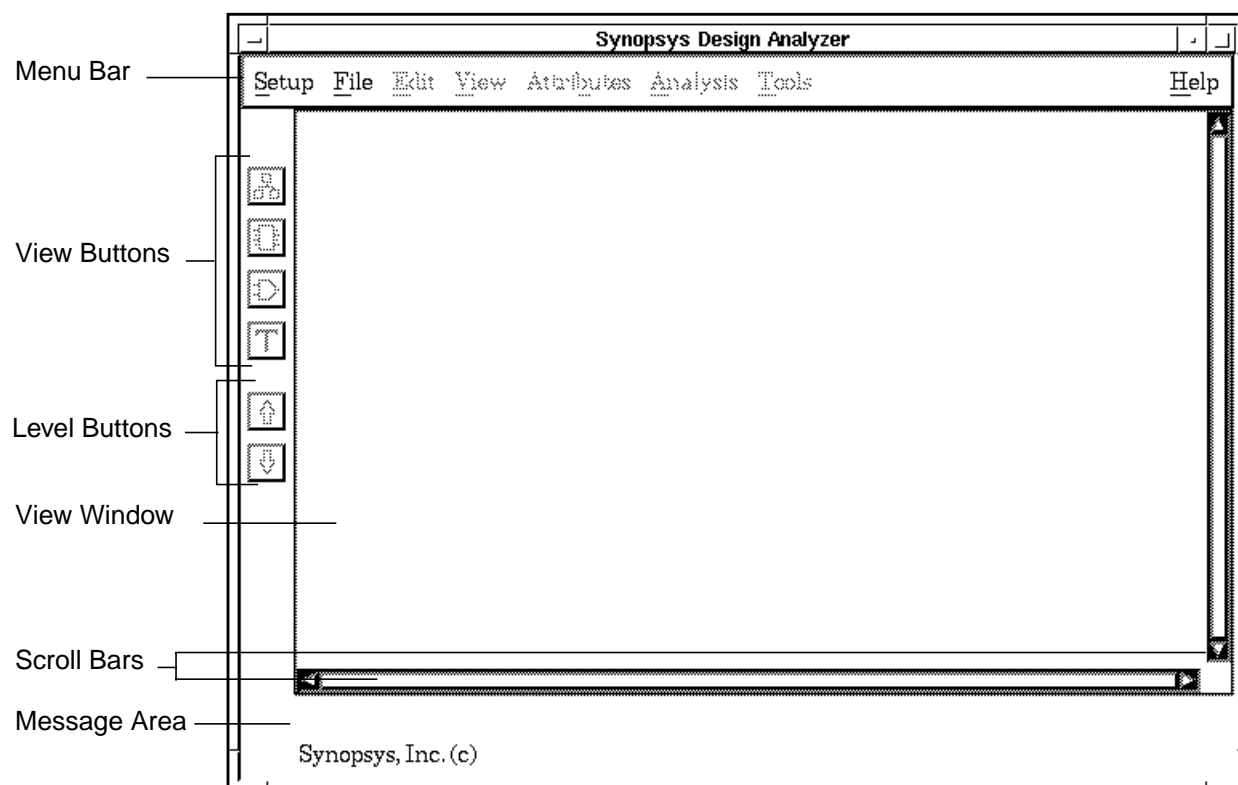 Synopsys Design Analyzer
Menu Bar
Setup File Edit View Attributes Analysis Tools Help
View Buttons
T
Level Buttons
View Window
Scroll Bars
Message Area
Synopsys, Inc. (c)